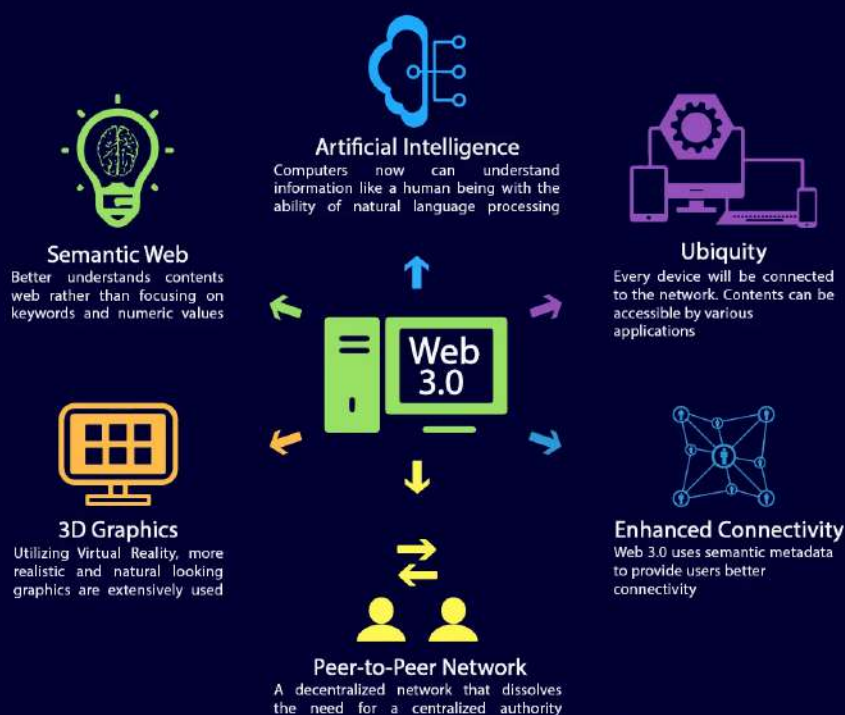 Artificial Intelligence
Computers now can understand
information like a human being with the
ability of natural language processing
Semantic Web
Better understands contents
web rather than focusing on
keywords and numeric values
Ubiquity
Every device will be connected
to the network. Contents can be
accessible by various
applications
Web
3.0
3D Graphics
Utilizing Virtual Reality, more
realistic and natural looking
graphics are extensively used
Enhanced Connectivity
Web 3.0 uses semantic metadata
to provide users better
connectivity
Peer-to-Peer Network
A decentralized network that dissolves
the need for a centralized authority